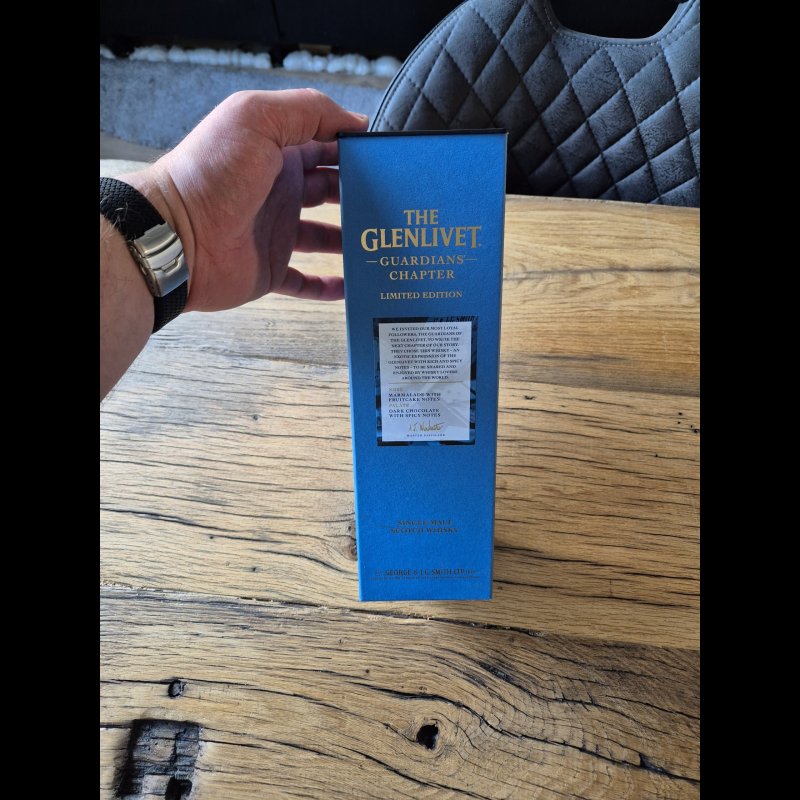 THE
GLENLIVET.
GUARDIANS'
CHAPTER
LIMITED EDITION
WE INVITED OUR MOST LOYAL
FOLLOWERS, THE GUARDIANS OF
THE GLENLIVET, TO WRITE THE
NEXT CHAPTER OF OUR STORY.
THEY CHOSE THIS WHISKY – AN
EXOTIC EXPRESSION OF THE
GLENLIVET WITH RICH AND SPICY
NOTES – TO BE SHARED AND
ENJOYED BY WHISKY LOVERS
AROUND THE WORLD.
NOSE
MARMALADE WITH
FRUITCAKE NOTES
PALATE
DARK CHOCOLATE
WITH SPICY NOTES
MASTER DISTILLER
SINGLE MALT
SCOTCH WHISKY
GEORGE & J.G. SMITH LTD